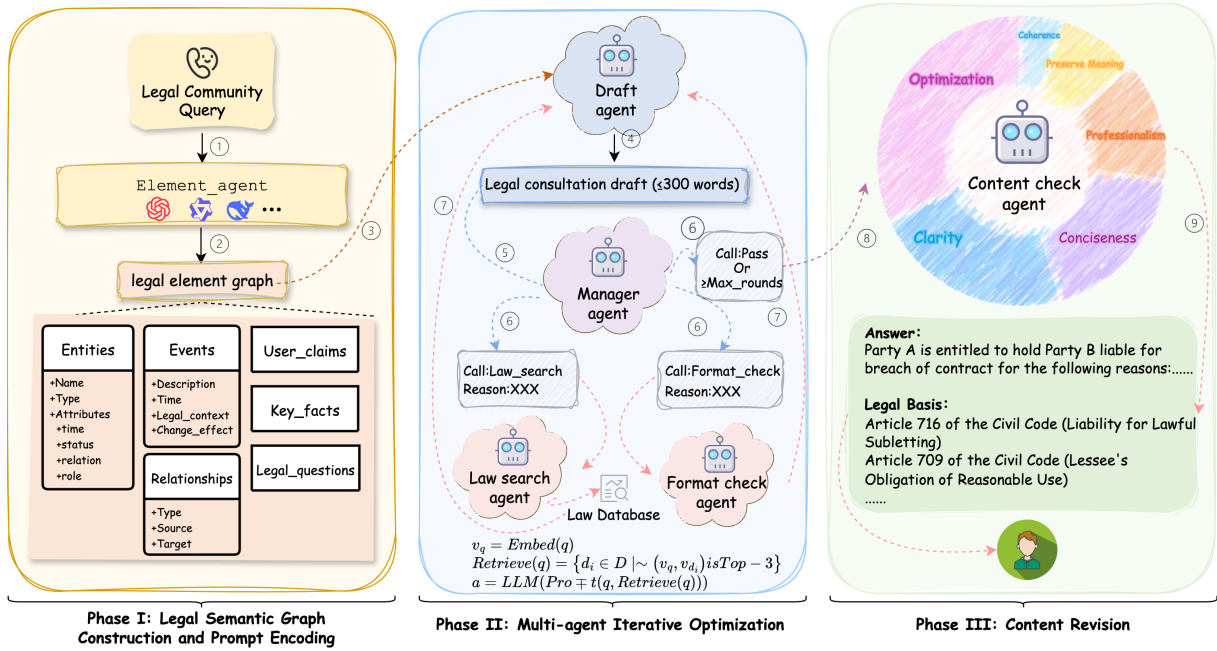 Legal Community
Query
①
Element_agent
...
②
legal element graph
③
Entities
+Name
+Type
+Attributes
+time
+status
+relation
+role
Events
+Description
+Time
+Legal_context
+Change_effect
Relationships
+Type
+Source
+Target
User_claims
Key_facts
Legal_questions
Phase I: Legal Semantic Graph
Construction and Prompt Encoding
Draft
agent
④
Legal consultation draft (≤300 words)
⑦
⑤
Manager
agent
⑥
Call:Pass
Or
≥Max_rounds
⑥
⑥
⑦
Call:Law_search
Reason:XXX
Call:Format_check
Reason:XXX
Law search
agent
Law Database
Format check
agent
v_q = Embed(q)
Retrieve(q) = {d_i ∈ D |∼ (v_q, v_{d_i})isTop − 3}
a = LLM(Pro ∓ t(q, Retrieve(q)))
Phase II: Multi-agent Iterative Optimization
⑧
Coherence
Preserve Meaning
Optimization
Professionalism
Content check
agent
Clarity
Conciseness
⑨
Answer:
Party A is entitled to hold Party B liable for
breach of contract for the following reasons:......
Legal Basis:
Article 716 of the Civil Code (Liability for Lawful
Subletting)
Article 709 of the Civil Code (Lessee's
Obligation of Reasonable Use)
......
Phase III: Content Revision